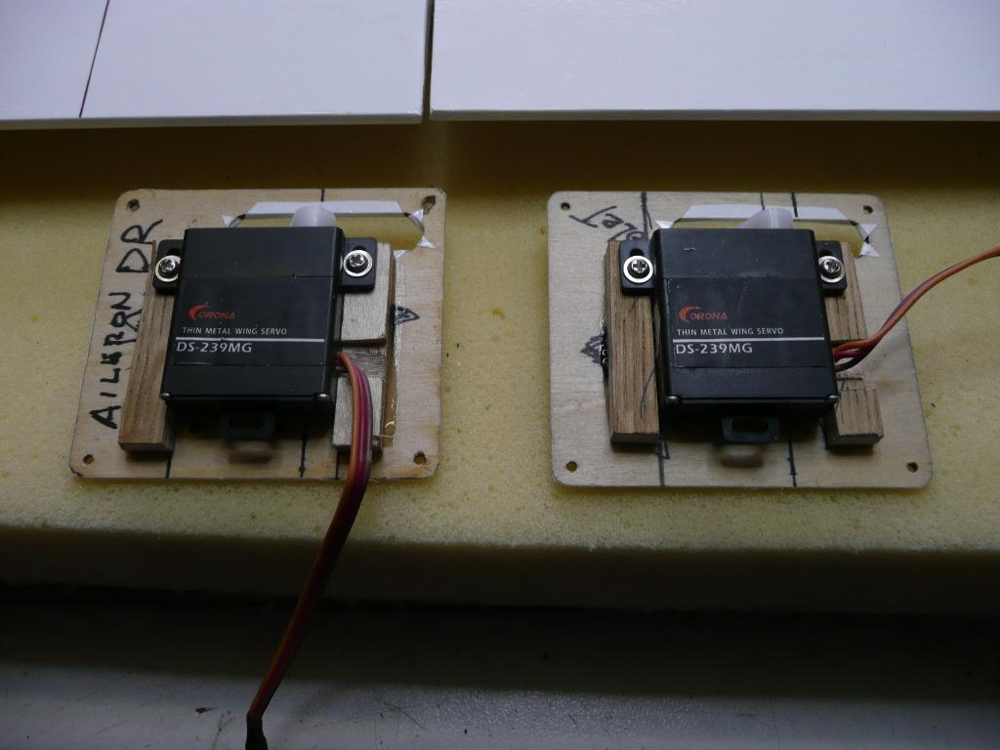 AILERON DR
CORONA
THIN METAL WING SERVO
DS-239MG
CORONA
THIN METAL WING SERVO
DS-239MG